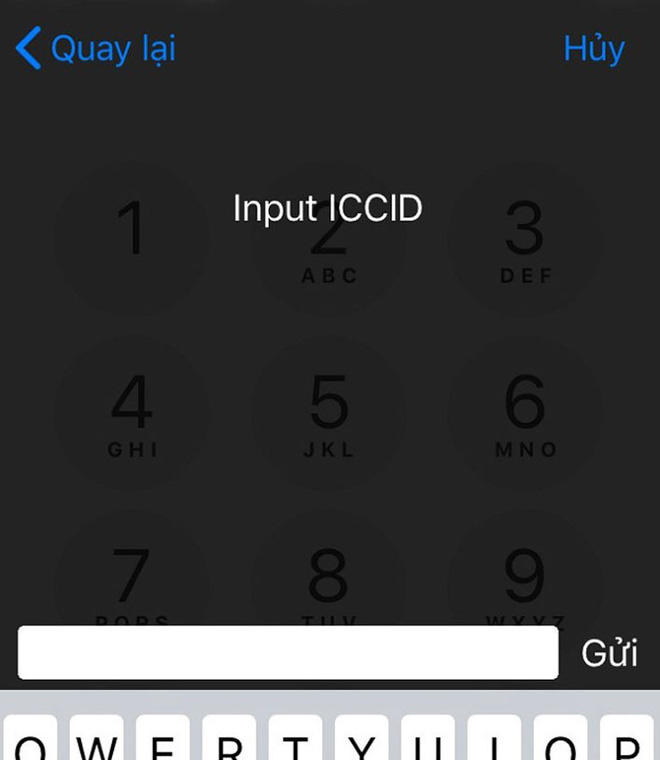 Quay lại Hủy
Input ICCID
1 2 3
ABC DEF
4 5 6
GHI JKL MNO
7 8 9
PQRS TUV WXYZ
Gửi
Q W E R T Y U I O P